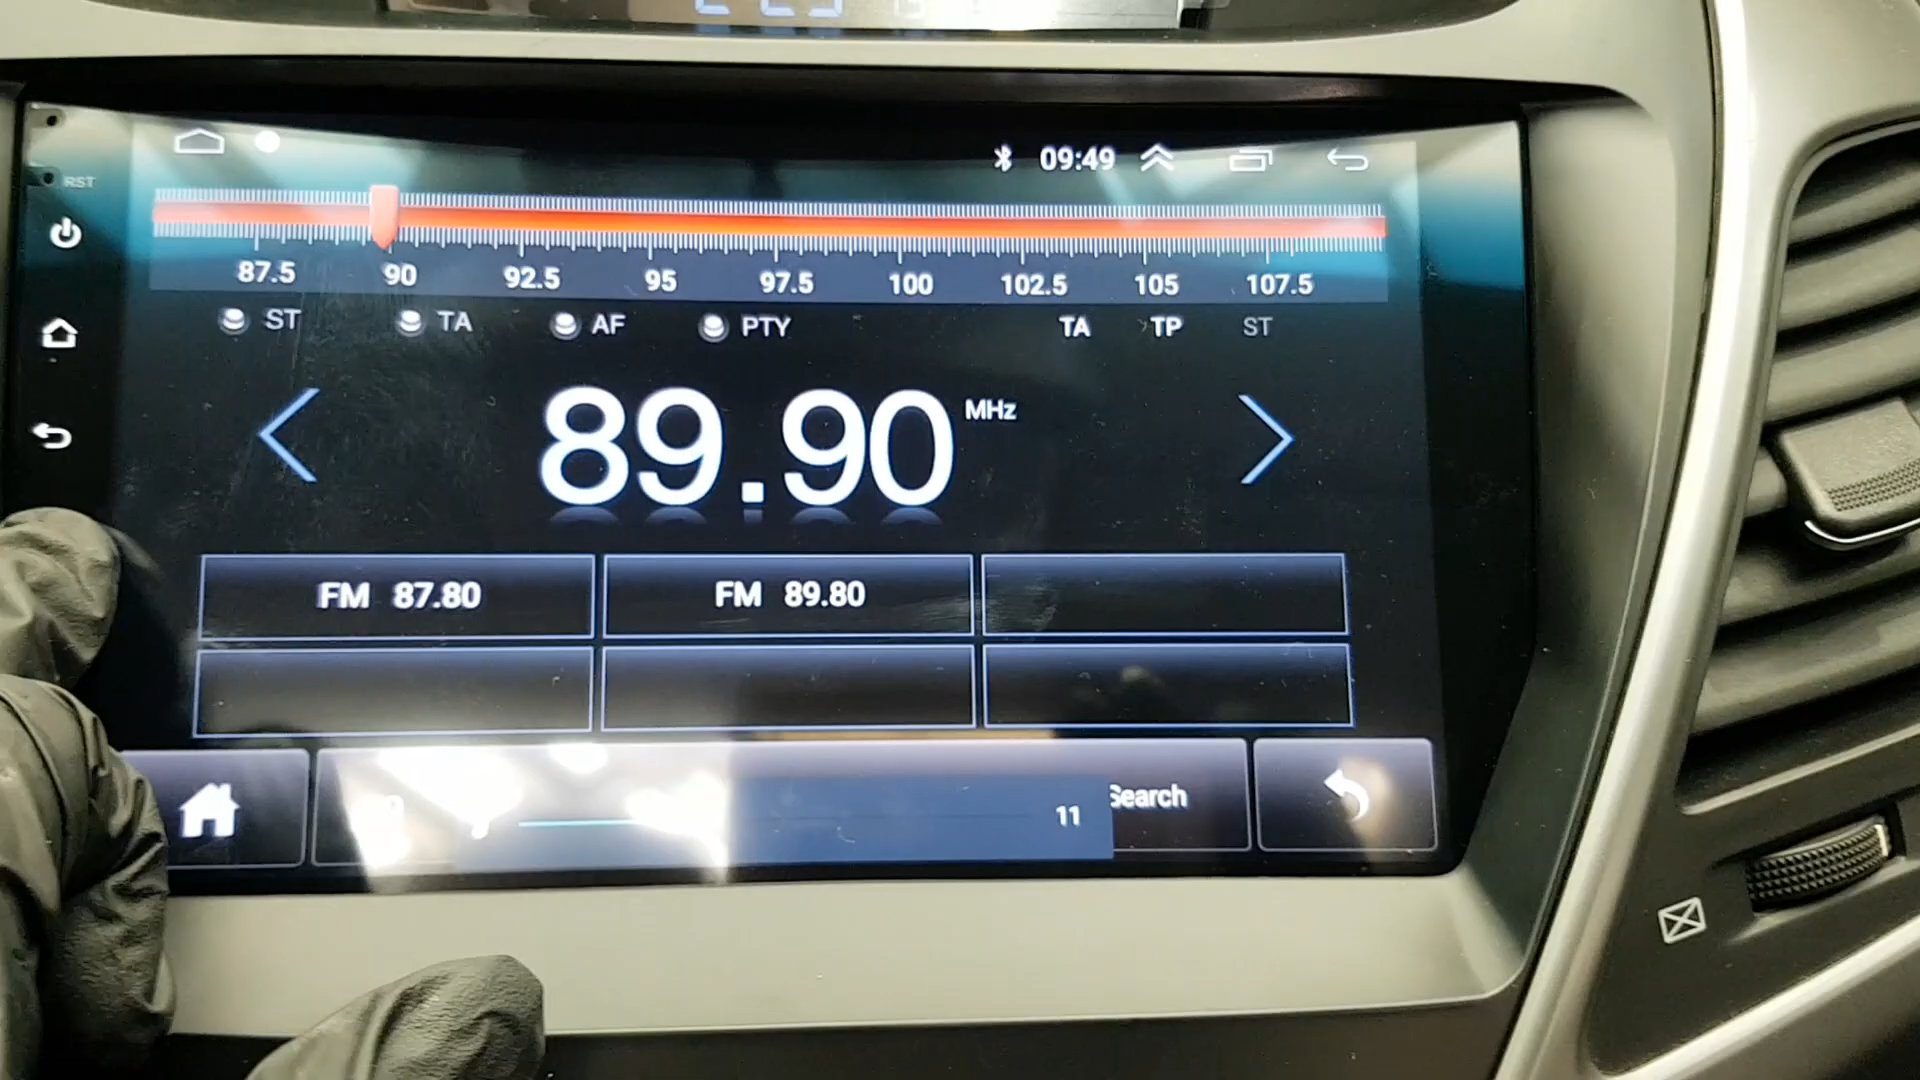 09:49
RST
87.5 90 92.5 95 97.5 100 102.5 105 107.5
ST TA AF PTY TA TP ST
89.90 MHz
FM 87.80 FM 89.80
11 Search